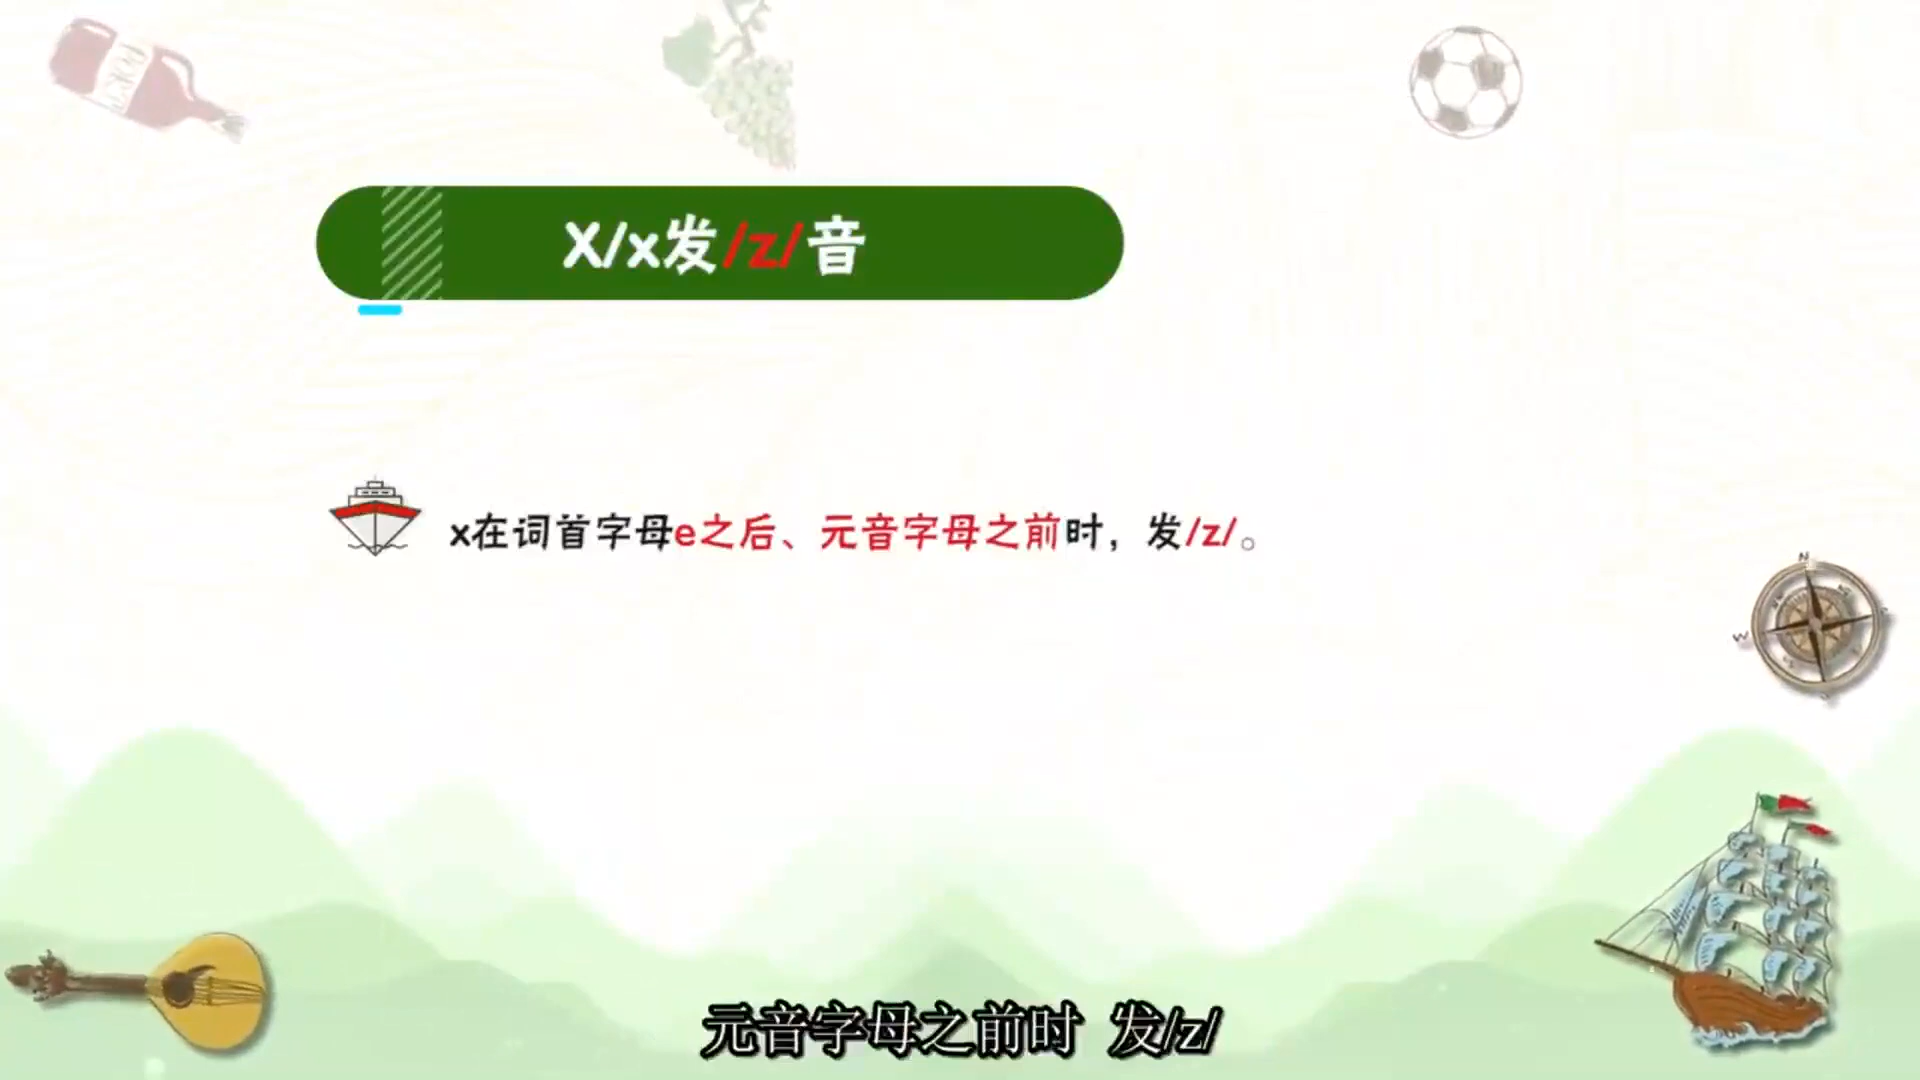 PORTO
X/x发/z/音
x在词首字母e之后、元音字母之前时，发/z/。
N
W
元音字母之前时 发/z/